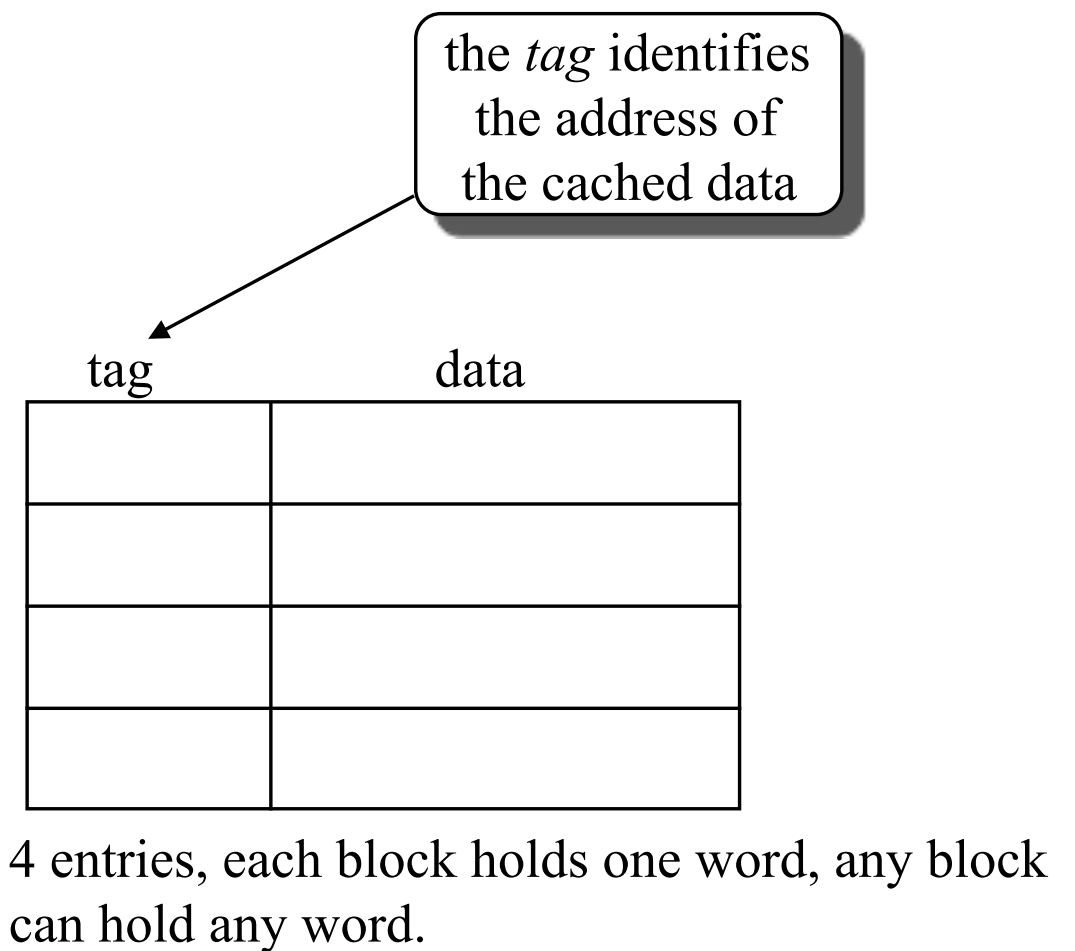 the tag identifies
the address of
the cached data
tag
data
4 entries, each block holds one word, any block
can hold any word.